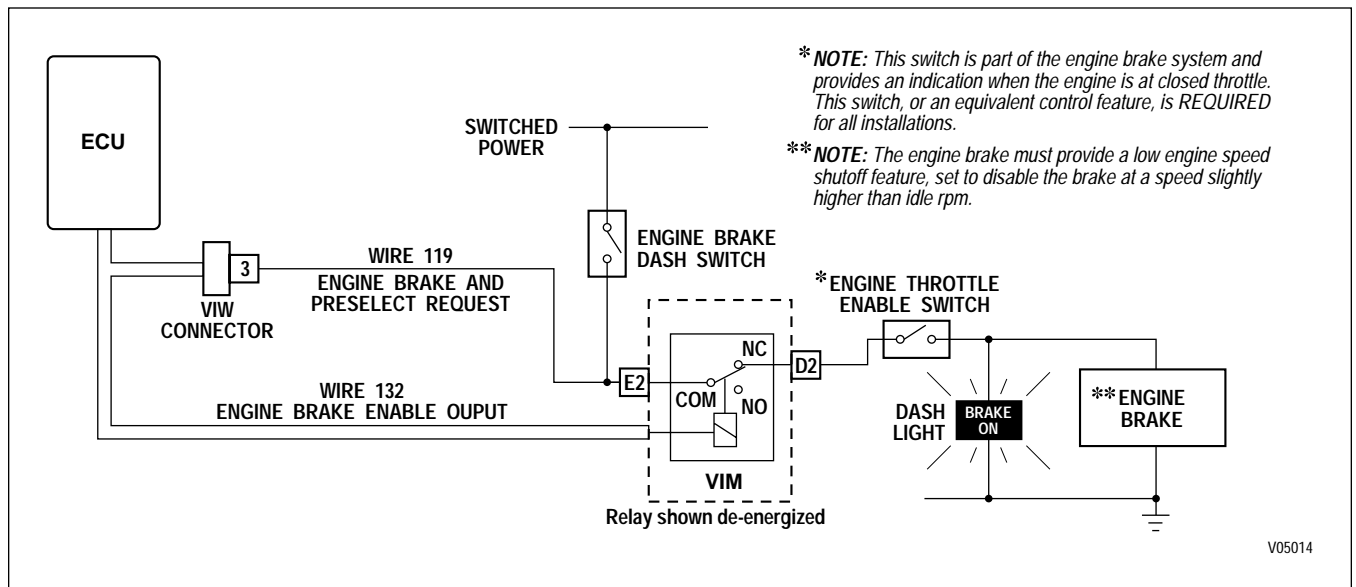 * NOTE: This switch is part of the engine brake system and
provides an indication when the engine is at closed throttle.
This switch, or an equivalent control feature, is REQUIRED
for all installations.
** NOTE: The engine brake must provide a low engine speed
shutoff feature, set to disable the brake at a speed slightly
higher than idle rpm.
ECU
SWITCHED
POWER
ENGINE BRAKE
DASH SWITCH
WIRE 119
ENGINE BRAKE AND
PRESELECT REQUEST
3
VIW
CONNECTOR
*ENGINE THROTTLE
ENABLE SWITCH
E2
COM
NC
NO
D2
WIRE 132
ENGINE BRAKE ENABLE OUPUT
DASH
LIGHT
BRAKE
ON
**ENGINE
BRAKE
VIM
Relay shown de-energized
V05014